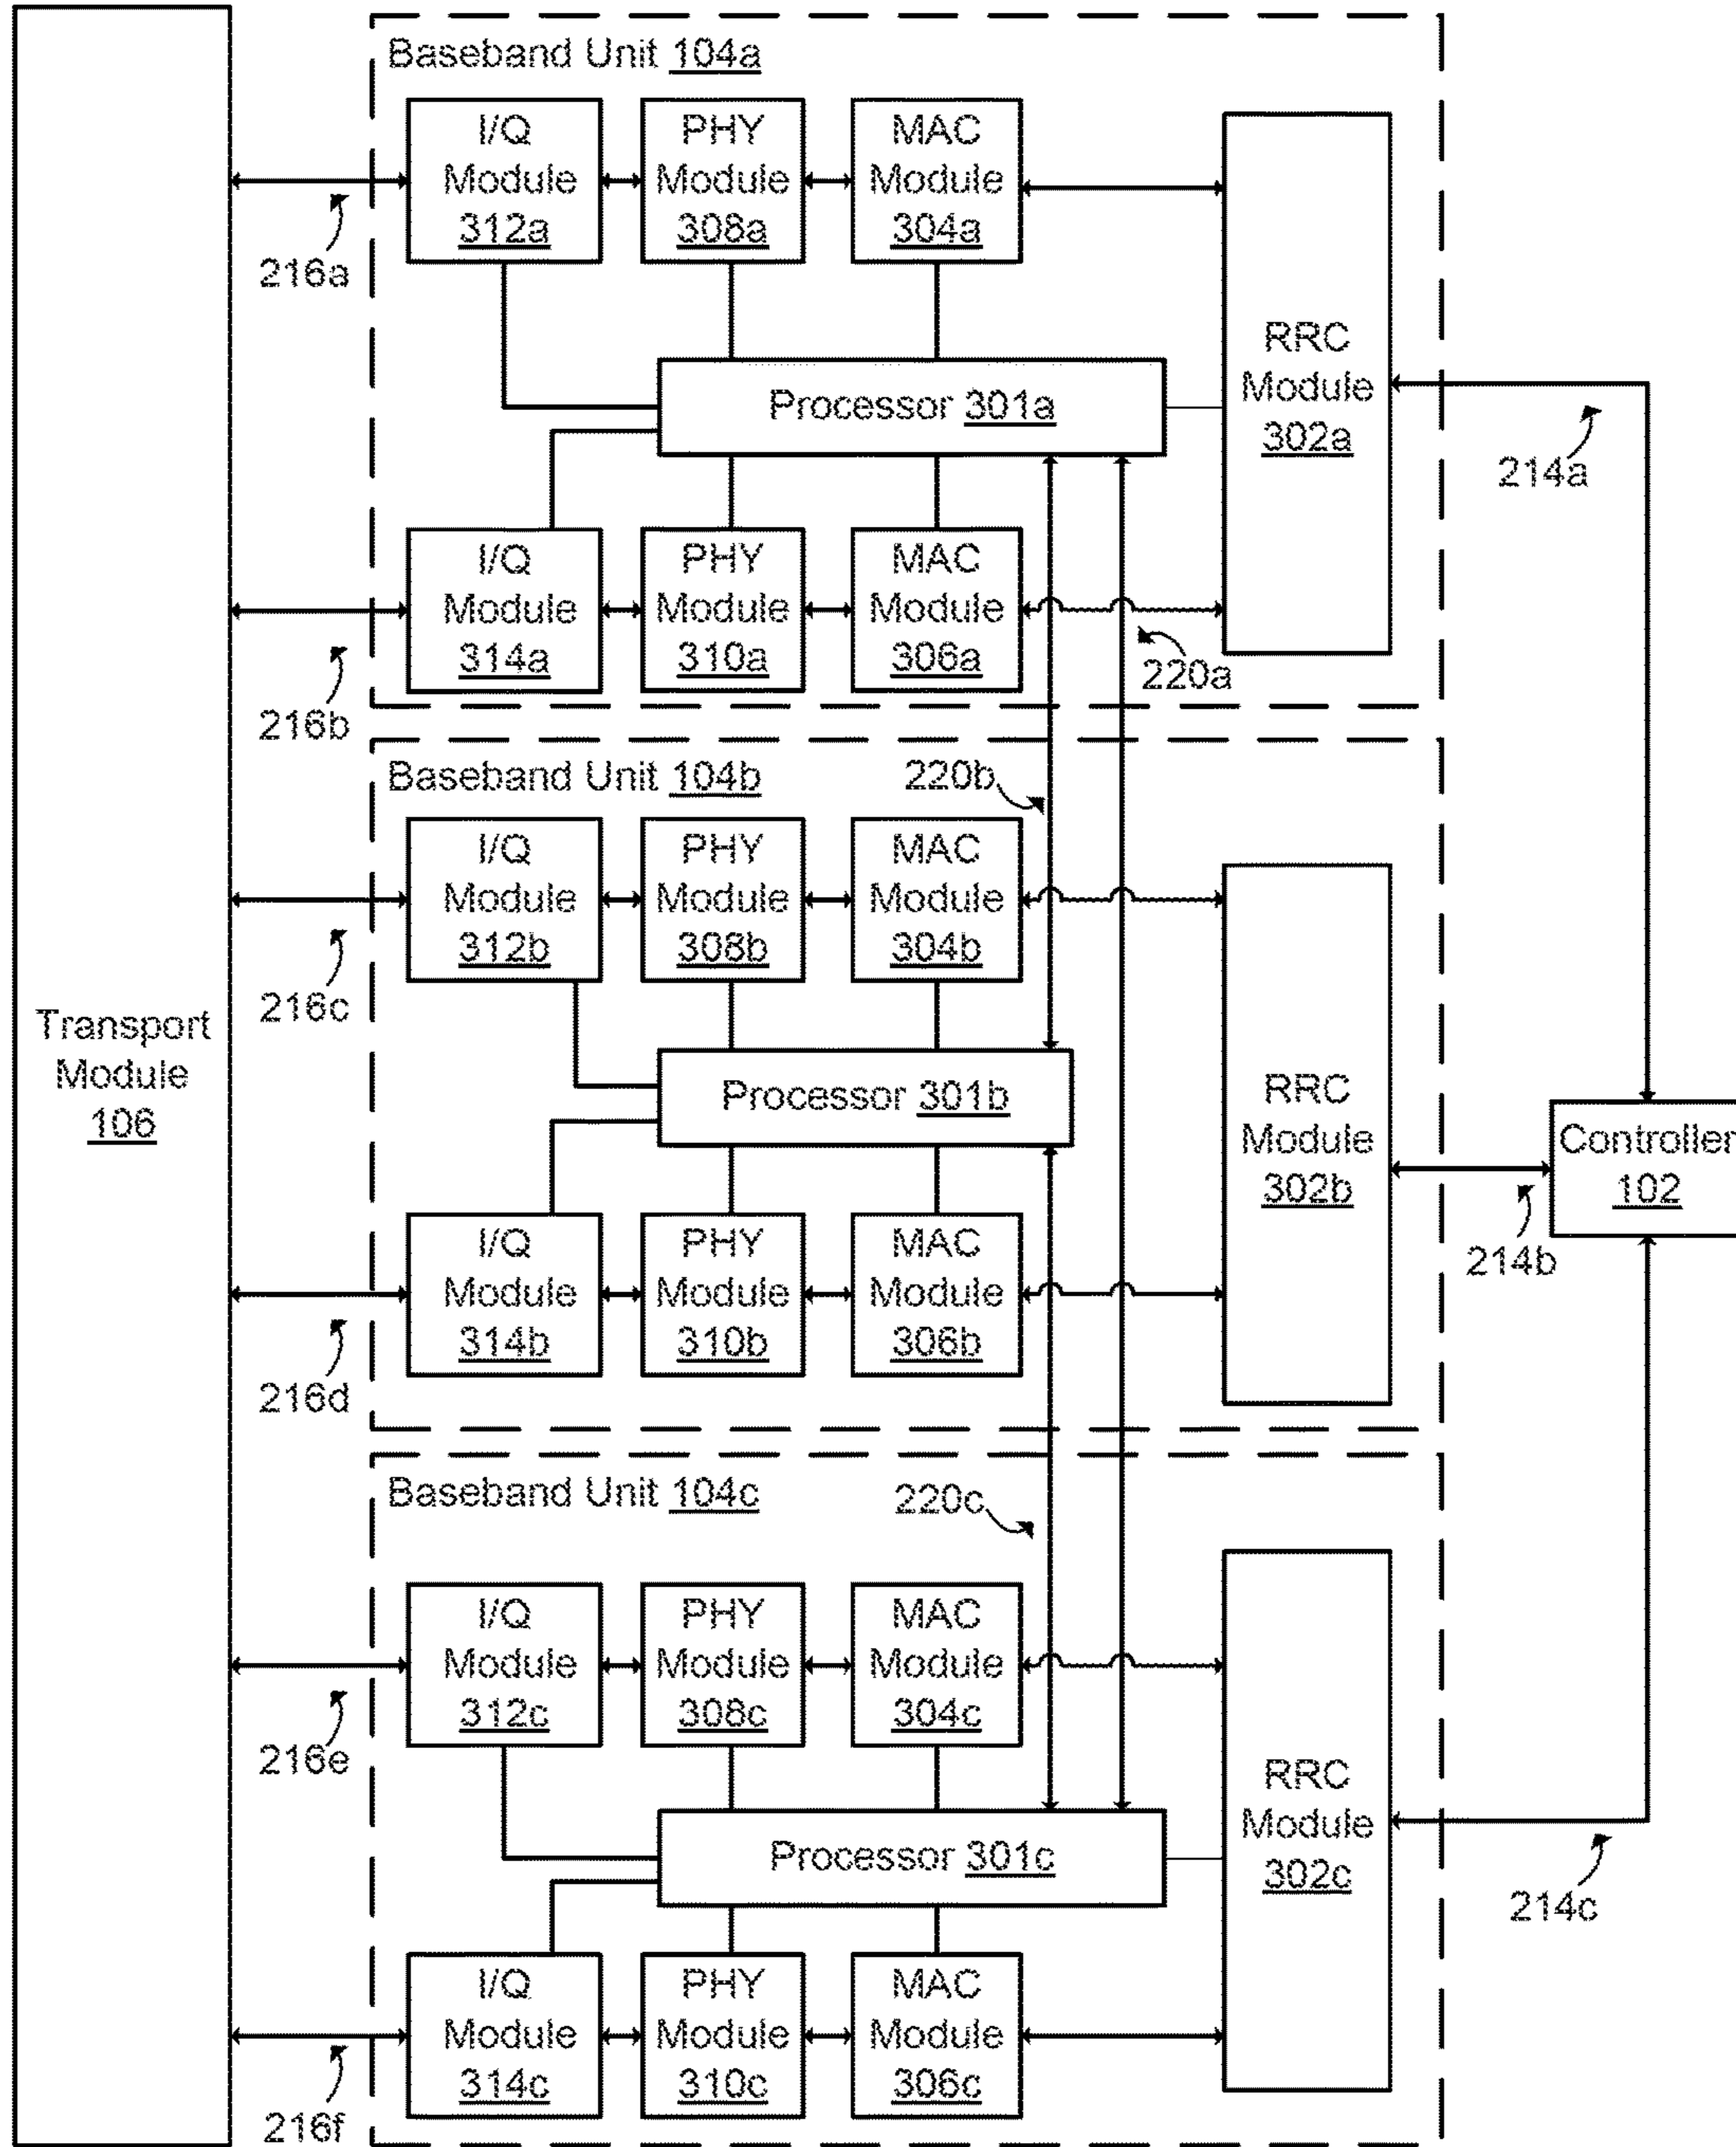 Baseband Unit 104a
I/Q
Module
312a
PHY
Module
308a
MAC
Module
304a
216a
RRC
Module
302a
Processor 301a
214a
I/Q
Module
314a
PHY
Module
310a
MAC
Module
306a
220a
216b
Baseband Unit 104b
220b
I/Q
Module
312b
PHY
Module
308b
MAC
Module
304b
216c
Transport
Module
106
Processor 301b
RRC
Module
302b
Controller
102
214b
I/Q
Module
314b
PHY
Module
310b
MAC
Module
306b
216d
Baseband Unit 104c
220c
I/Q
Module
312c
PHY
Module
308c
MAC
Module
304c
216e
RRC
Module
302c
Processor 301c
214c
I/Q
Module
314c
PHY
Module
310c
MAC
Module
306c
216f